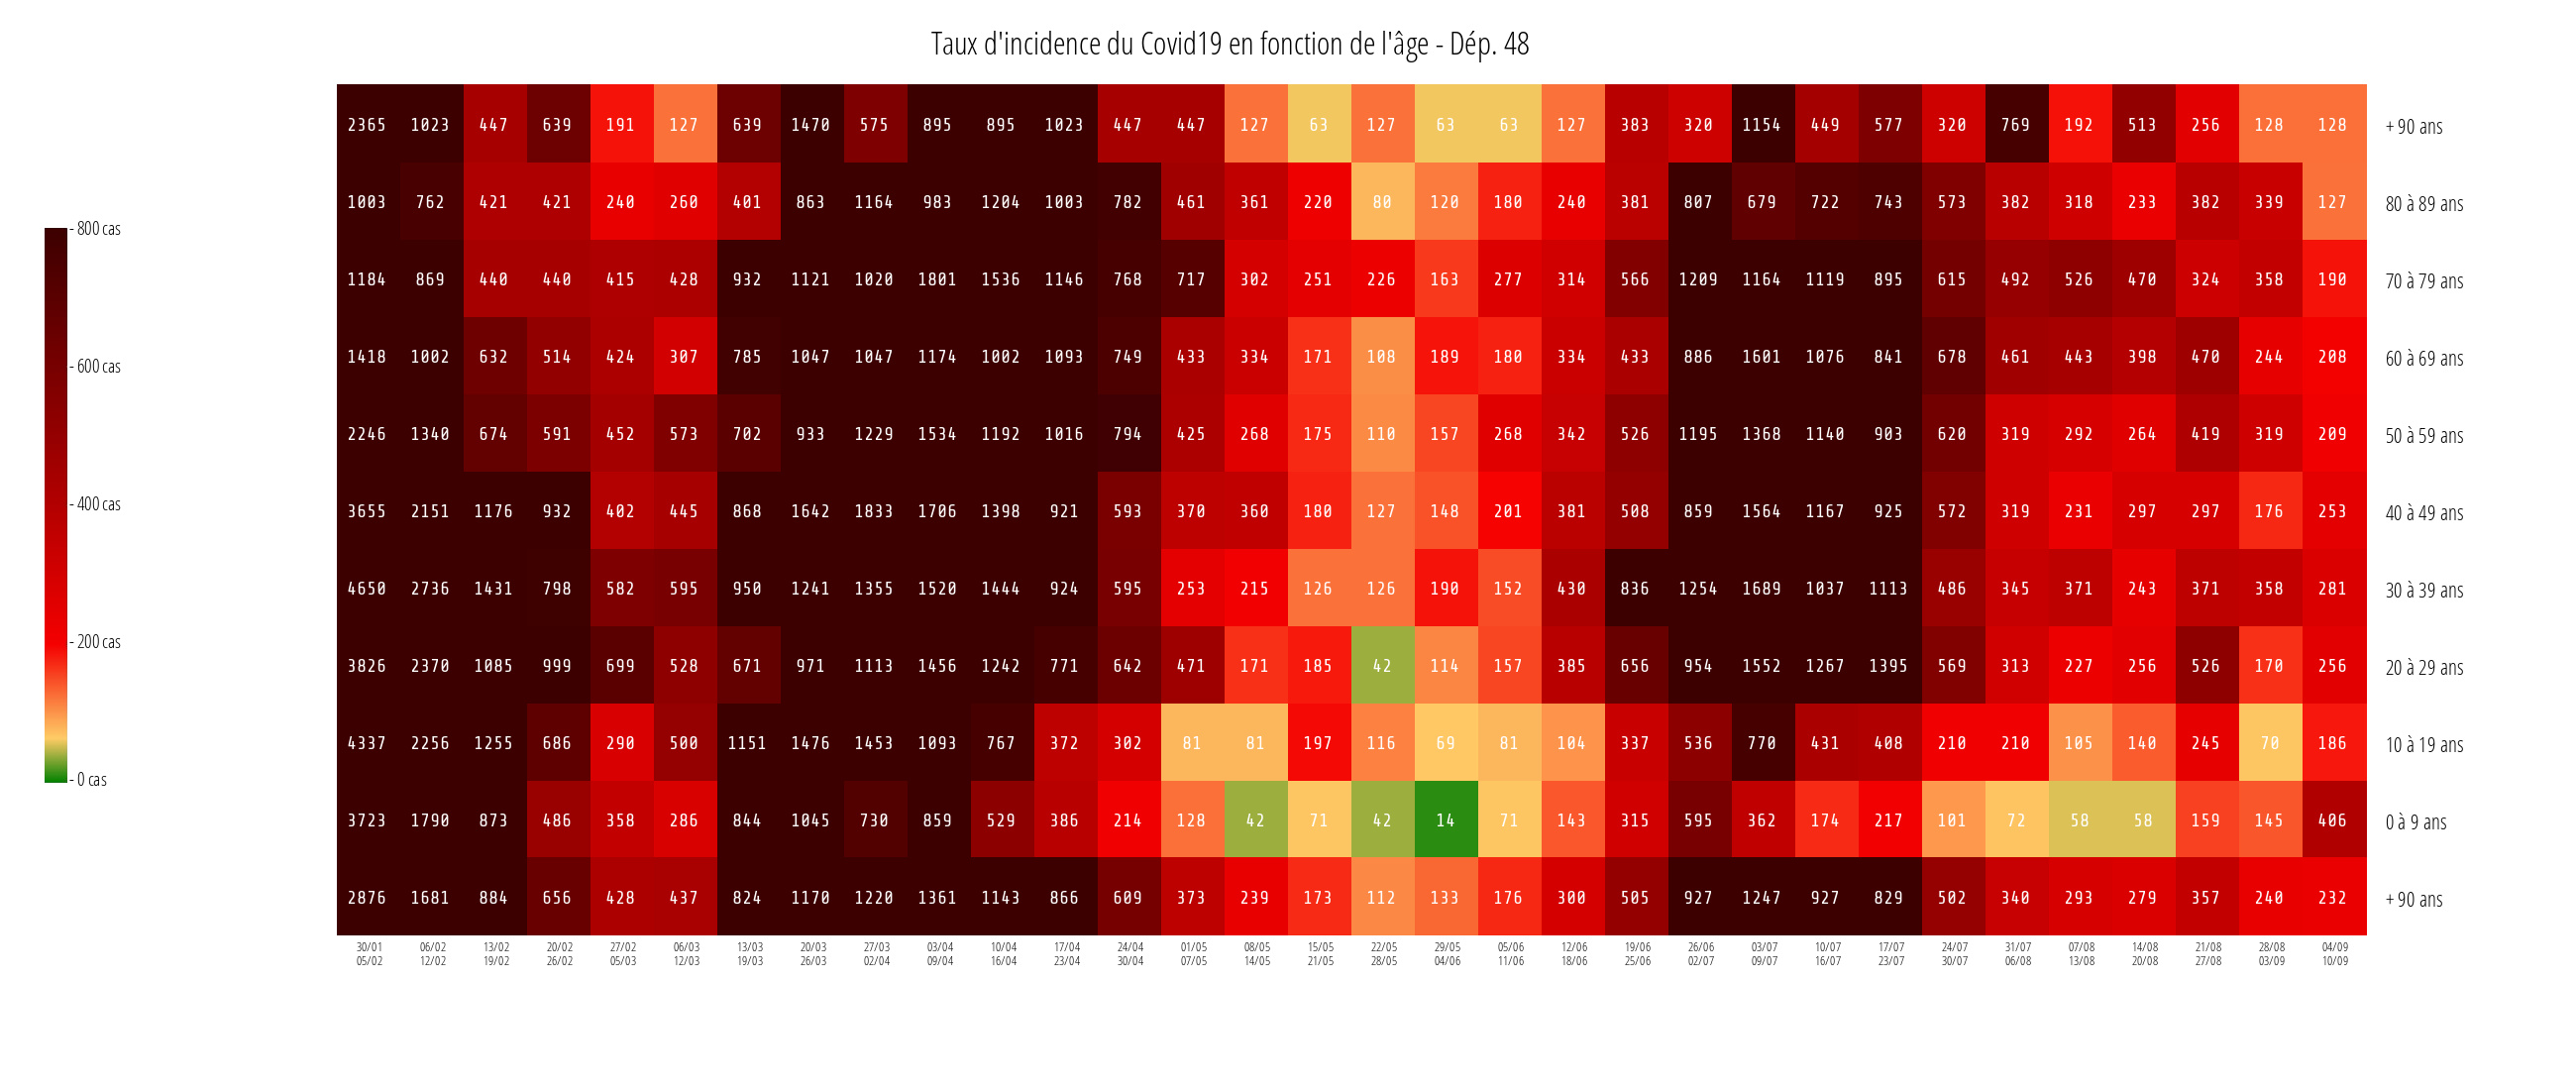 Taux d'incidence du Covid19 en fonction de l'âge - Dép. 48
2365 1023 447 639 191 127 639 1470 575 895 895 1023 447 447 127 63 127 63 63 127 383 320 1154 449 577 320 769 192 513 256 128 128 + 90 ans
1003 762 421 421 240 260 401 863 1164 983 1204 1003 782 461 361 220 80 120 180 240 381 807 679 722 743 573 382 318 233 382 339 127 80 à 89 ans
- 800 cas
1184 869 440 440 415 428 932 1121 1020 1801 1536 1146 768 717 302 251 226 163 277 314 566 1209 1164 1119 895 615 492 526 470 324 358 190 70 à 79 ans
1418 1002 632 514 424 307 785 1047 1047 1174 1002 1093 749 433 334 171 108 189 180 334 433 886 1601 1076 841 678 461 443 398 470 244 208 60 à 69 ans
- 600 cas
2246 1340 674 591 452 573 702 933 1229 1534 1192 1016 794 425 268 175 110 157 268 342 526 1195 1368 1140 903 620 319 292 264 419 319 209 50 à 59 ans
- 400 cas
3655 2151 1176 932 402 445 868 1642 1833 1706 1398 921 593 370 360 180 127 148 201 381 508 859 1564 1167 925 572 319 231 297 297 176 253 40 à 49 ans
4650 2736 1431 798 582 595 950 1241 1355 1520 1444 924 595 253 215 126 126 190 152 430 836 1254 1689 1037 1113 486 345 371 243 371 358 281 30 à 39 ans
- 200 cas
3826 2370 1085 999 699 528 671 971 1113 1456 1242 771 642 471 171 185 42 114 157 385 656 954 1552 1267 1395 569 313 227 256 526 170 256 20 à 29 ans
4337 2256 1255 686 290 500 1151 1476 1453 1093 767 372 302 81 81 197 116 69 81 104 337 536 770 431 408 210 210 105 140 245 70 186 10 à 19 ans
- 0 cas
3723 1790 873 486 358 286 844 1045 730 859 529 386 214 128 42 71 42 14 71 143 315 595 362 174 217 101 72 58 58 159 145 406 0 à 9 ans
2876 1681 884 656 428 437 824 1170 1220 1361 1143 866 609 373 239 173 112 133 176 300 505 927 1247 927 829 502 340 293 279 357 240 232 + 90 ans
30/01 06/02 13/02 20/02 27/02 06/03 13/03 20/03 27/03 03/04 10/04 17/04 24/04 01/05 08/05 15/05 22/05 29/05 05/06 12/06 19/06 26/06 03/07 10/07 17/07 24/07 31/07 07/08 14/08 21/08 28/08 04/09
05/02 12/02 19/02 26/02 05/03 12/03 19/03 26/03 02/04 09/04 16/04 23/04 30/04 07/05 14/05 21/05 28/05 04/06 11/06 18/06 25/06 02/07 09/07 16/07 23/07 30/07 06/08 13/08 20/08 27/08 03/09 10/09